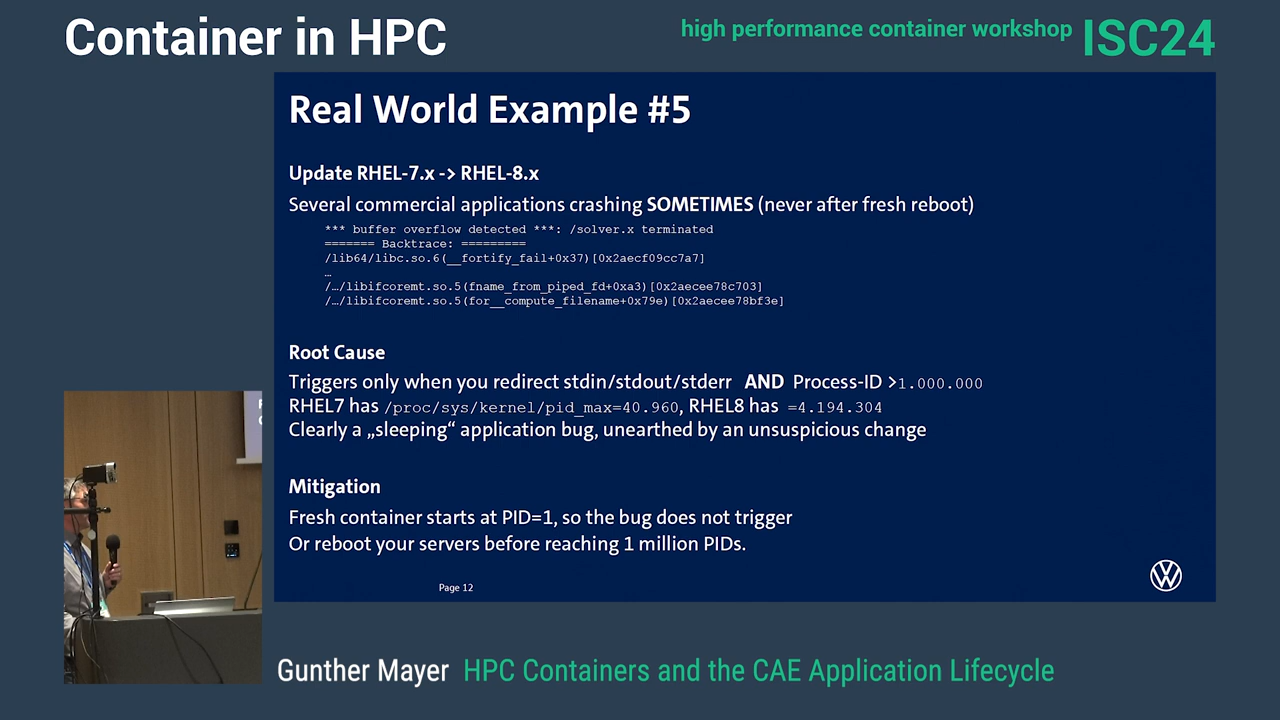 Container in HPC
high performance container workshop ISC24
Real World Example #5
Update RHEL-7.x -> RHEL-8.x
Several commercial applications crashing SOMETIMES (never after fresh reboot)
*** buffer overflow detected ***: /solver.x terminated
======= Backtrace: =========
/lib64/libc.so.6(__fortify_fail+0x37)[0x2aecf09cc7a7]
…
/…/libifcoremt.so.5(fname_from_piped_fd+0xa3)[0x2aecee78c703]
/…/libifcoremt.so.5(for__compute_filename+0x79e)[0x2aecee78bf3e]
Root Cause
Triggers only when you redirect stdin/stdout/stderr AND Process-ID >1.000.000
RHEL7 has /proc/sys/kernel/pid_max=40.960, RHEL8 has =4.194.304
Clearly a „sleeping“ application bug, unearthed by an unsuspicious change
Mitigation
Fresh container starts at PID=1, so the bug does not trigger
Or reboot your servers before reaching 1 million PIDs.
Page 12
Gunther Mayer HPC Containers and the CAE Application Lifecycle